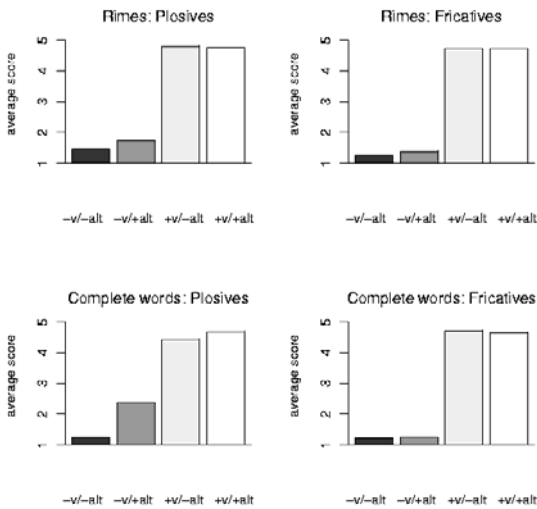 Rimes: Plosives
average score
5
4
3
2
1
−v/−alt −v/+alt +v/−alt +v/+alt
Rimes: Fricatives
average score
5
4
3
2
1
−v/−alt −v/+alt +v/−alt +v/+alt
Complete words: Plosives
average score
5
4
3
2
1
−v/−alt −v/+alt +v/−alt +v/+alt
Complete words: Fricatives
average score
5
4
3
2
1
−v/−alt −v/+alt +v/−alt +v/+alt